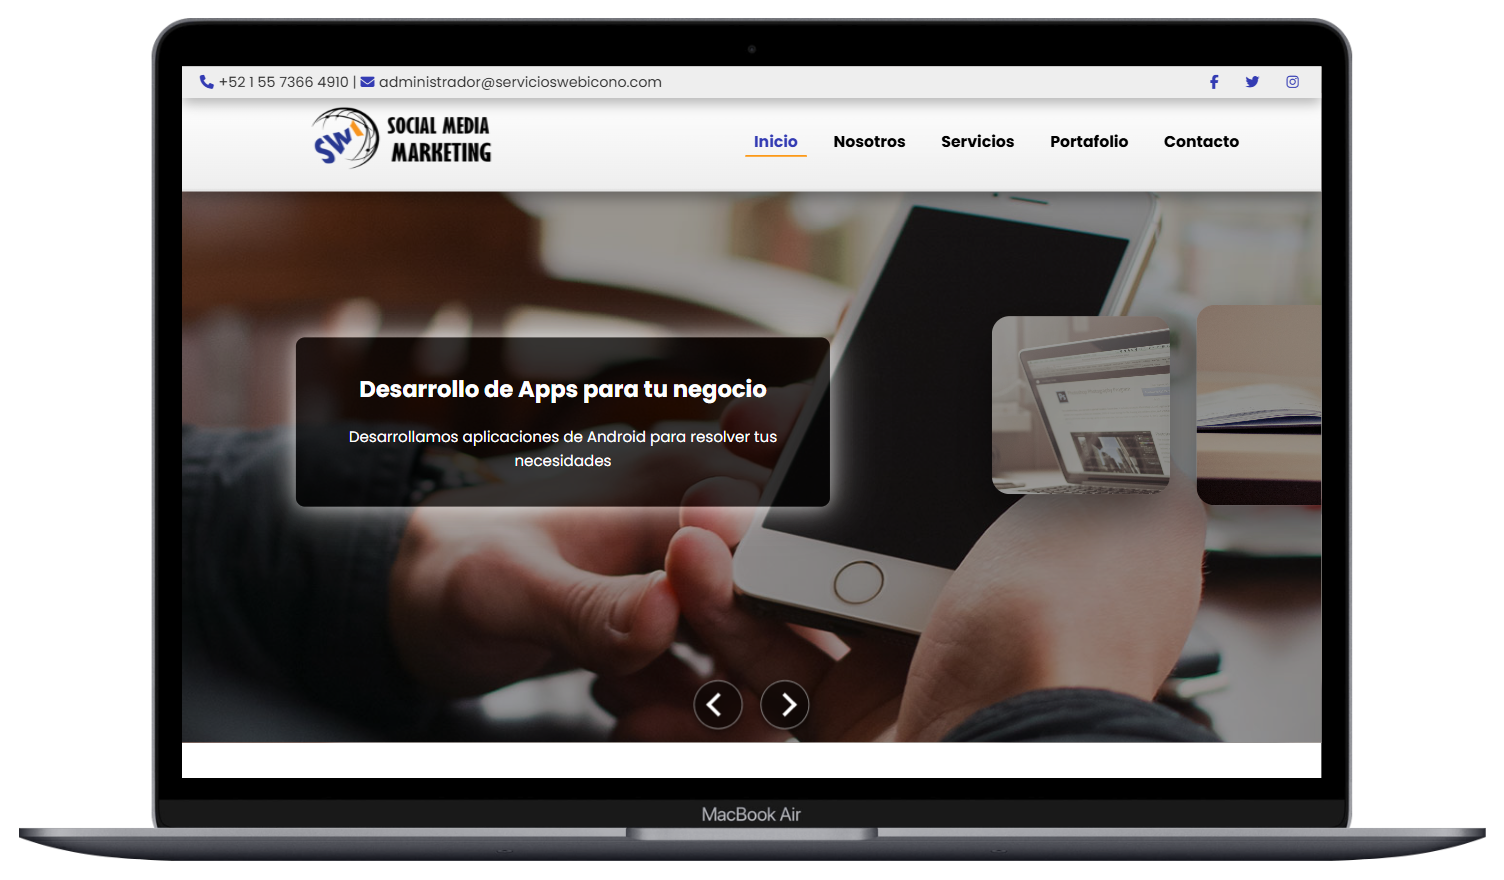 +52 1 55 7366 4910 | administrador@servicioswebicono.com
SWI SOCIAL MEDIA
MARKETING
Inicio Nosotros Servicios Portafolio Contacto
Desarrollo de Apps para tu negocio
Desarrollamos aplicaciones de Android para resolver tus
necesidades
MacBook Air